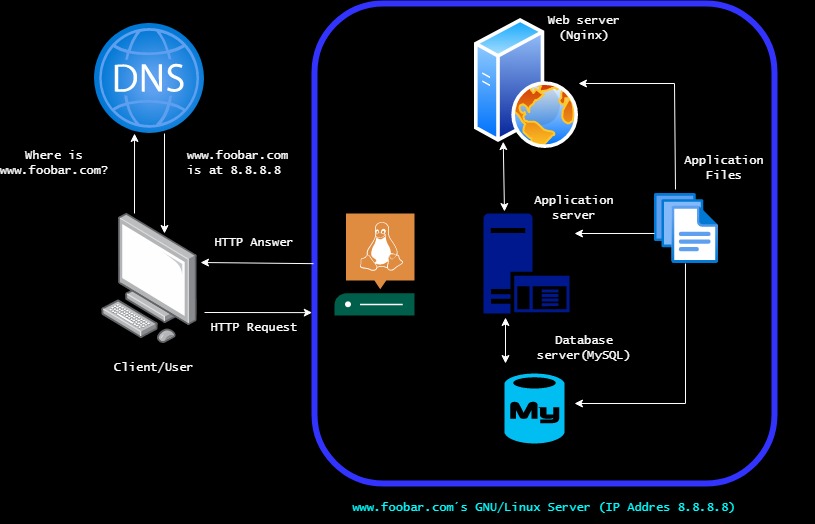 Web server
(Nginx)
DNS
Where is
www.foobar.com?
www.foobar.com
is at 8.8.8.8
Application
Files
Application
server
HTTP Answer
HTTP Request
Database
server(MySQL)
Client/User
My
www.foobar.com´s GNU/Linux Server (IP Addres 8.8.8.8)